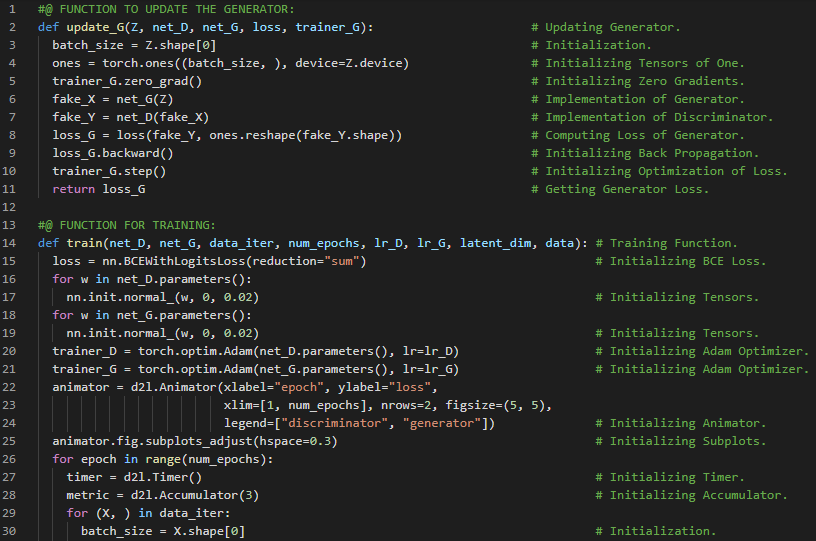 1 #@ FUNCTION TO UPDATE THE GENERATOR:
2 def update_G(Z, net_D, net_G, loss, trainer_G): # Updating Generator.
3   batch_size = Z.shape[0] # Initialization.
4   ones = torch.ones((batch_size, ), device=Z.device) # Initializing Tensors of One.
5   trainer_G.zero_grad() # Initializing Zero Gradients.
6   fake_X = net_G(Z) # Implementation of Generator.
7   fake_Y = net_D(fake_X) # Implementation of Discriminator.
8   loss_G = loss(fake_Y, ones.reshape(fake_Y.shape)) # Computing Loss of Generator.
9   loss_G.backward() # Initializing Back Propagation.
10   trainer_G.step() # Initializing Optimization of Loss.
11   return loss_G # Getting Generator Loss.
12
13 #@ FUNCTION FOR TRAINING:
14 def train(net_D, net_G, data_iter, num_epochs, lr_D, lr_G, latent_dim, data): # Training Function.
15   loss = nn.BCEWithLogitsLoss(reduction="sum") # Initializing BCE Loss.
16   for w in net_D.parameters():
17     nn.init.normal_(w, 0, 0.02) # Initializing Tensors.
18   for w in net_G.parameters():
19     nn.init.normal_(w, 0, 0.02) # Initializing Tensors.
20   trainer_D = torch.optim.Adam(net_D.parameters(), lr=lr_D) # Initializing Adam Optimizer.
21   trainer_G = torch.optim.Adam(net_G.parameters(), lr=lr_G) # Initializing Adam Optimizer.
22   animator = d2l.Animator(xlabel="epoch", ylabel="loss",
23                           xlim=[1, num_epochs], nrows=2, figsize=(5, 5),
24                           legend=["discriminator", "generator"]) # Initializing Animator.
25   animator.fig.subplots_adjust(hspace=0.3) # Initializing Subplots.
26   for epoch in range(num_epochs):
27     timer = d2l.Timer() # Initializing Timer.
28     metric = d2l.Accumulator(3) # Initializing Accumulator.
29     for (X, ) in data_iter:
30       batch_size = X.shape[0] # Initialization.